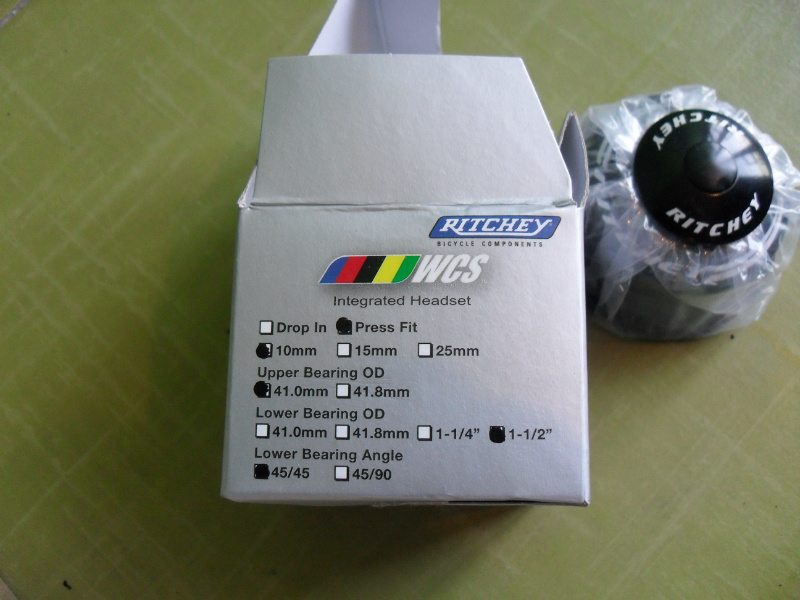 RITCHEY
BICYCLE COMPONENTS
WCS
Integrated Headset
Drop In Press Fit
10mm 15mm 25mm
Upper Bearing OD
41.0mm 41.8mm
Lower Bearing OD
41.0mm 41.8mm 1-1/4” 1-1/2”
Lower Bearing Angle
45/45 45/90
RITCHEY
RITCHEY